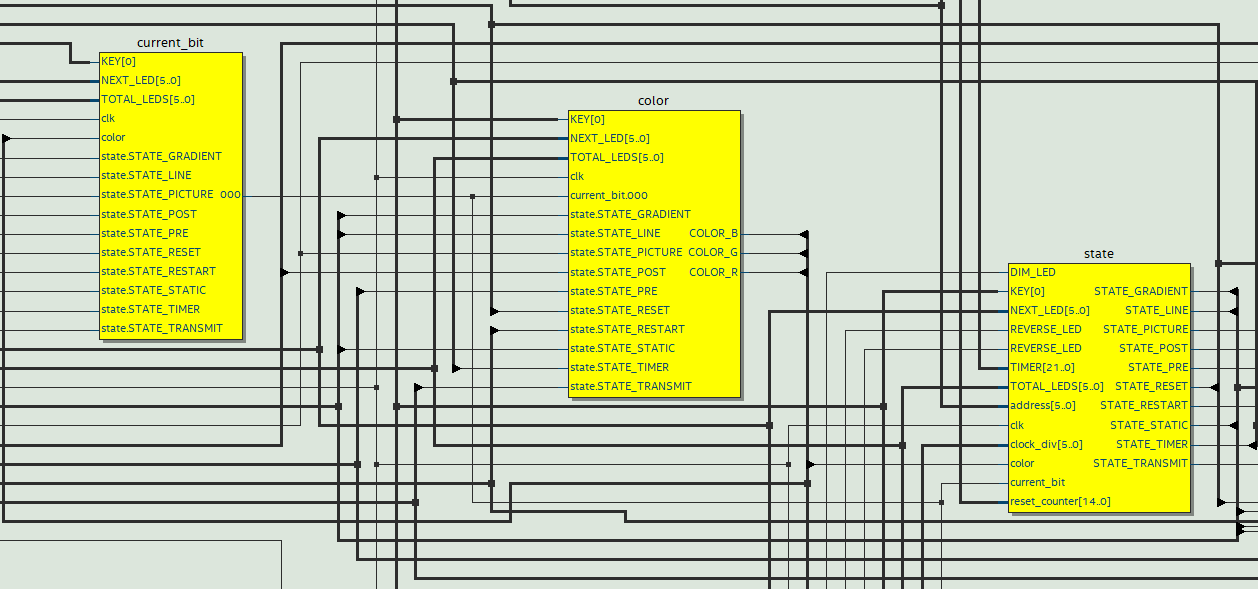 current_bit
KEY[0]
NEXT_LED[5..0]
TOTAL_LEDS[5..0]
clk
color
state.STATE_GRADIENT
state.STATE_LINE
state.STATE_PICTURE 000
state.STATE_POST
state.STATE_PRE
state.STATE_RESET
state.STATE_RESTART
state.STATE_STATIC
state.STATE_TIMER
state.STATE_TRANSMIT
color
KEY[0]
NEXT_LED[5..0]
TOTAL_LEDS[5..0]
clk
current_bit.000
state.STATE_GRADIENT
state.STATE_LINE COLOR_B
state.STATE_PICTURE COLOR_G
state.STATE_POST COLOR_R
state.STATE_PRE
state.STATE_RESET
state.STATE_RESTART
state.STATE_STATIC
state.STATE_TIMER
state.STATE_TRANSMIT
state
DIM_LED
KEY[0] STATE_GRADIENT
NEXT_LED[5..0] STATE_LINE
REVERSE_LED STATE_PICTURE
REVERSE_LED STATE_POST
TIMER[21..0] STATE_PRE
TOTAL_LEDS[5..0] STATE_RESET
address[5..0] STATE_RESTART
clk STATE_STATIC
clock_div[5..0] STATE_TIMER
color STATE_TRANSMIT
current_bit
reset_counter[14..0]